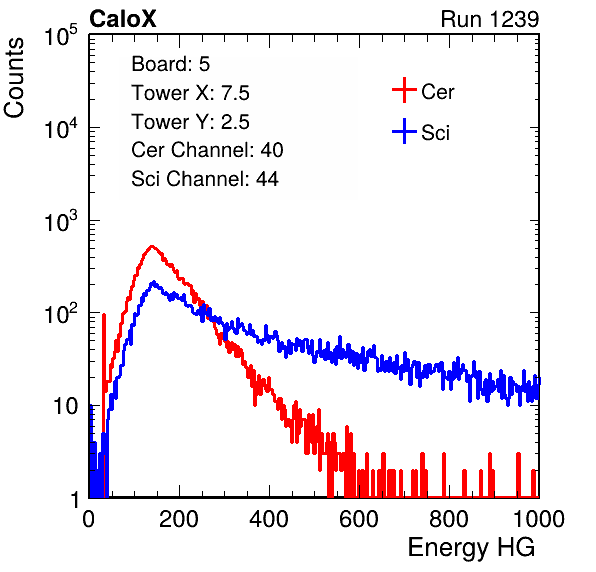 CaloX Run 1239
Counts
10^5
10^4
10^3
10^2
10
1
Board: 5
Tower X: 7.5
Tower Y: 2.5
Cer Channel: 40
Sci Channel: 44
Cer
Sci
0 200 400 600 800 1000
Energy HG